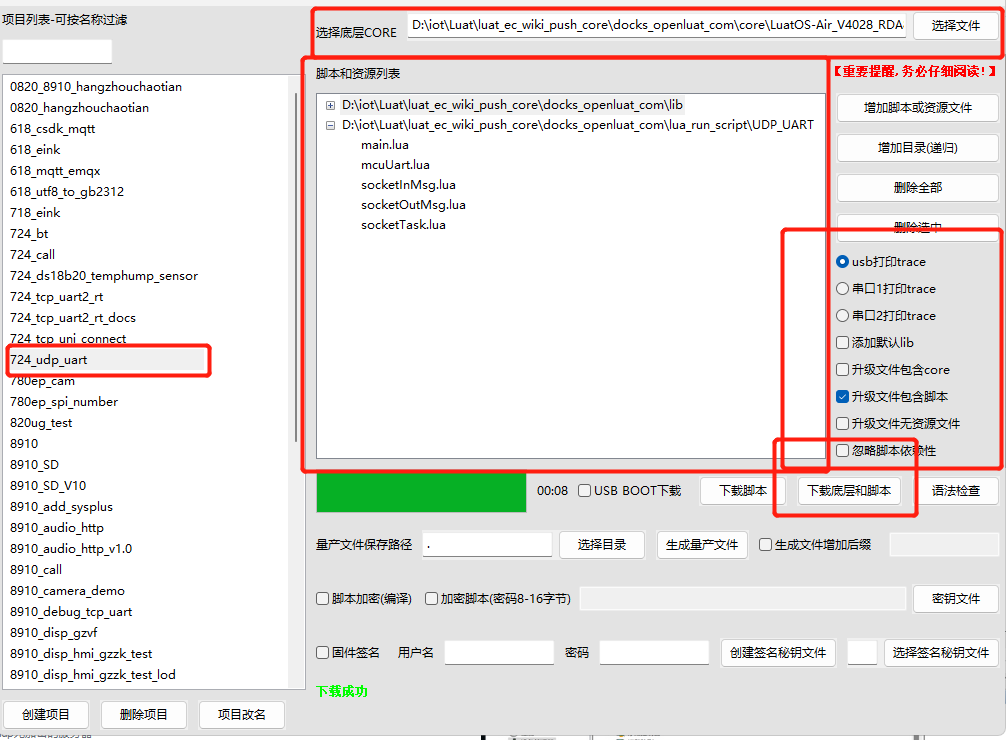 项目列表-可按名称过滤
0820_8910_hangzhouchaotian
0820_hangzhouchaotian
618_csdk_mqtt
618_eink
618_mqtt_emqx
618_utf8_to_gb2312
718_eink
724_bt
724_call
724_ds18b20_temphump_sensor
724_tcp_uart2_rt
724_tcp_uart2_rt_docs
724_tcp_uni_connect
724_udp_uart
780ep_cam
780ep_spi_number
820ug_test
8910
8910_SD
8910_SD_V10
8910_add_sysplus
8910_audio_http
8910_audio_http_v1.0
8910_call
8910_camera_demo
8910_debug_tcp_uart
8910_disp_gzvf
8910_disp_hmi_gzzk_test
8910_disp_hmi_gzzk_test_lod
创建项目 删除项目 项目改名
选择底层CORE D:\iot\Luat\luat_ec_wiki_push_core\docks_openluat_com\core\LuatOS-Air_V4028_RDA 选择文件
脚本和资源列表
D:\iot\Luat\luat_ec_wiki_push_core\docks_openluat_com\lib
D:\iot\Luat\luat_ec_wiki_push_core\docks_openluat_com\lua_run_script\UDP_UART
main.lua
mcuUart.lua
socketInMsg.lua
socketOutMsg.lua
socketTask.lua
【重要提醒,务必仔细阅读!】
增加脚本或资源文件
增加目录(递归)
删除全部
删除选中
usb打印trace
串口1打印trace
串口2打印trace
添加默认lib
升级文件包含core
升级文件包含脚本
升级文件无资源文件
忽略脚本依赖性
00:08 USB BOOT下载 下载脚本 下载底层和脚本 语法检查
量产文件保存路径 . 选择目录 生成量产文件 生成文件增加后缀
脚本加密(编译) 加密脚本(密码8-16字节) 密钥文件
固件签名 用户名 密码 创建签名秘钥文件 选择签名秘钥文件
下载成功